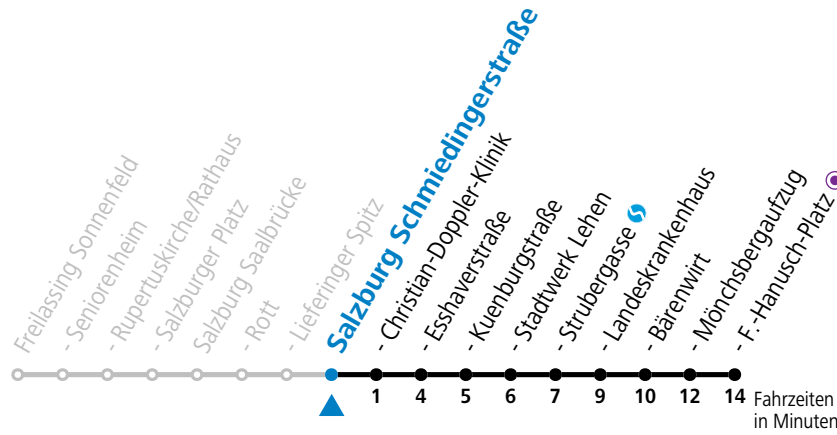 Freilassing Sonnenfeld
- Seniorenheim
- Rupertuskirche/Rathaus
- Salzburger Platz
Salzburg Saalbrücke
- Rott
- Lieferinger Spitz
Salzburg Schmiedingerstraße
- Christian-Doppler-Klinik
- Esshaverstraße
- Kuenburgstraße
- Stadtwerk Lehen
- Strubergasse
- Landeskrankenhaus
- Bärenwirt
- Mönchsbergaufzug
- F.-Hanusch-Platz
1 4 5 6 7 9 10 12 14 Fahrzeiten
in Minuten